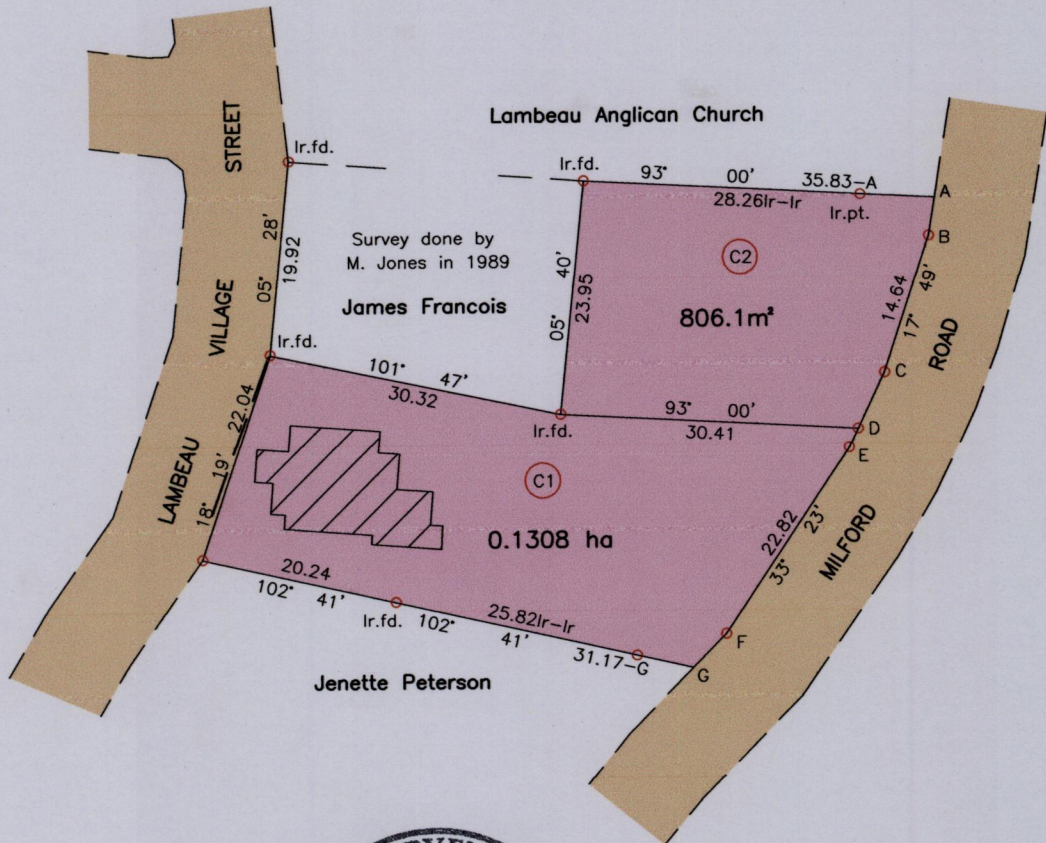 Lambeau Anglican Church
STREET
Ir.fd.
Ir.fd.
93° 00' 35.83-A
28.26Ir-Ir
Ir.pt.
A
B
28'
19.92
05°
Survey done by
M. Jones in 1989
James Francois
40'
23.95
05°
C2
806.1m²
49'
14.64
17°
VILLAGE
ROAD
Ir.fd.
101° 47'
30.32
C
93° 00'
30.41
Ir.fd.
D
E
22.04
19'
18°
LAMBEAU
C1
0.1308 ha
22.82
23'
33°
MILFORD
20.24
102° 41'
Ir.fd.
25.82Ir-Ir
102° 41'
31.17-G
F
G
Jenette Peterson